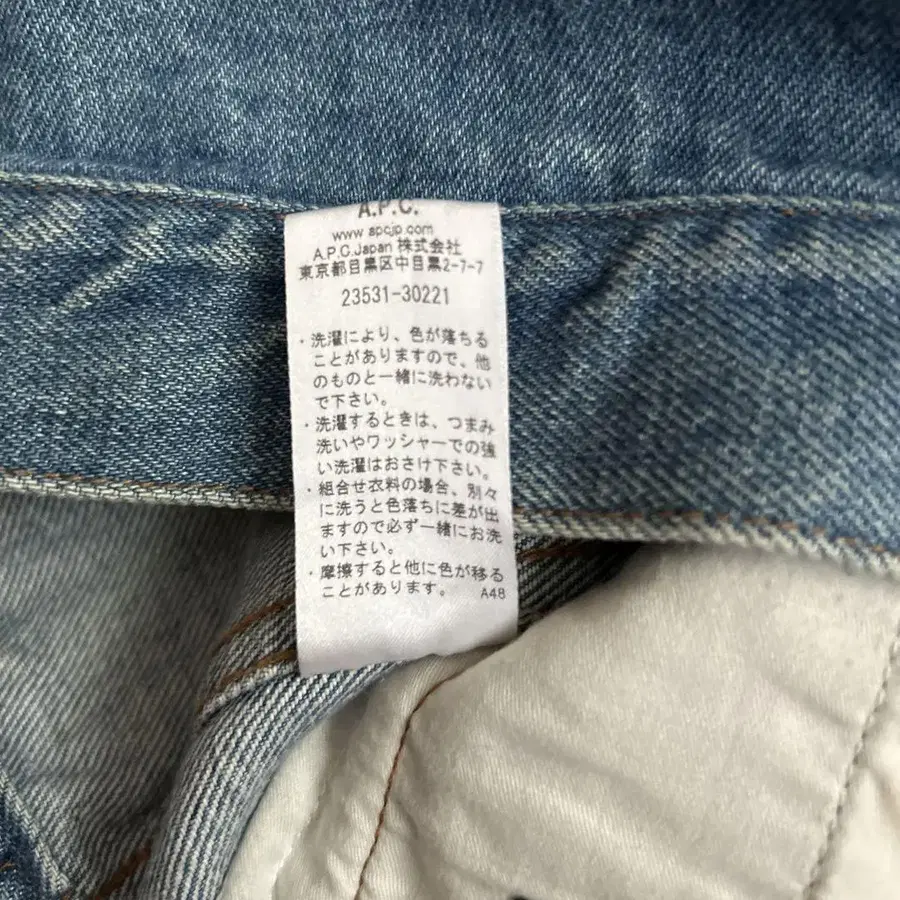 A.P.C.
www apcjp.com
A.P.C.Japan 株式会社
東京都目黒区中目黒2-7-7
23531-30221
・洗濯により、色が落ちる
ことがありますので、他
のものと一緒に洗わない
で下さい。
・洗濯するときは、つまみ
洗いやワッシャーでの強
い洗濯はおさけ下さい。
・組合せ衣料の場合、別々
に洗うと色落ちに差が出
ますので必ず一緒にお洗
い下さい。
・摩擦すると他に色が移る
ことがあります。 A48